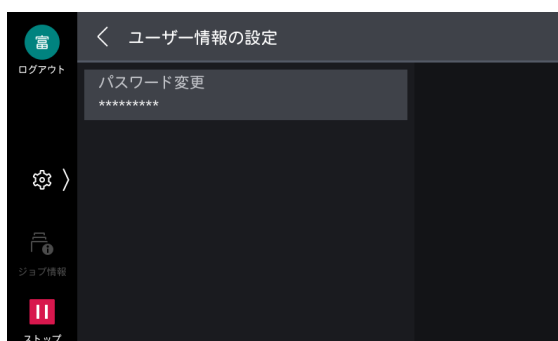 富
ログアウト
ユーザー情報の設定
パスワード変更
*********
ジョブ情報
ストップ